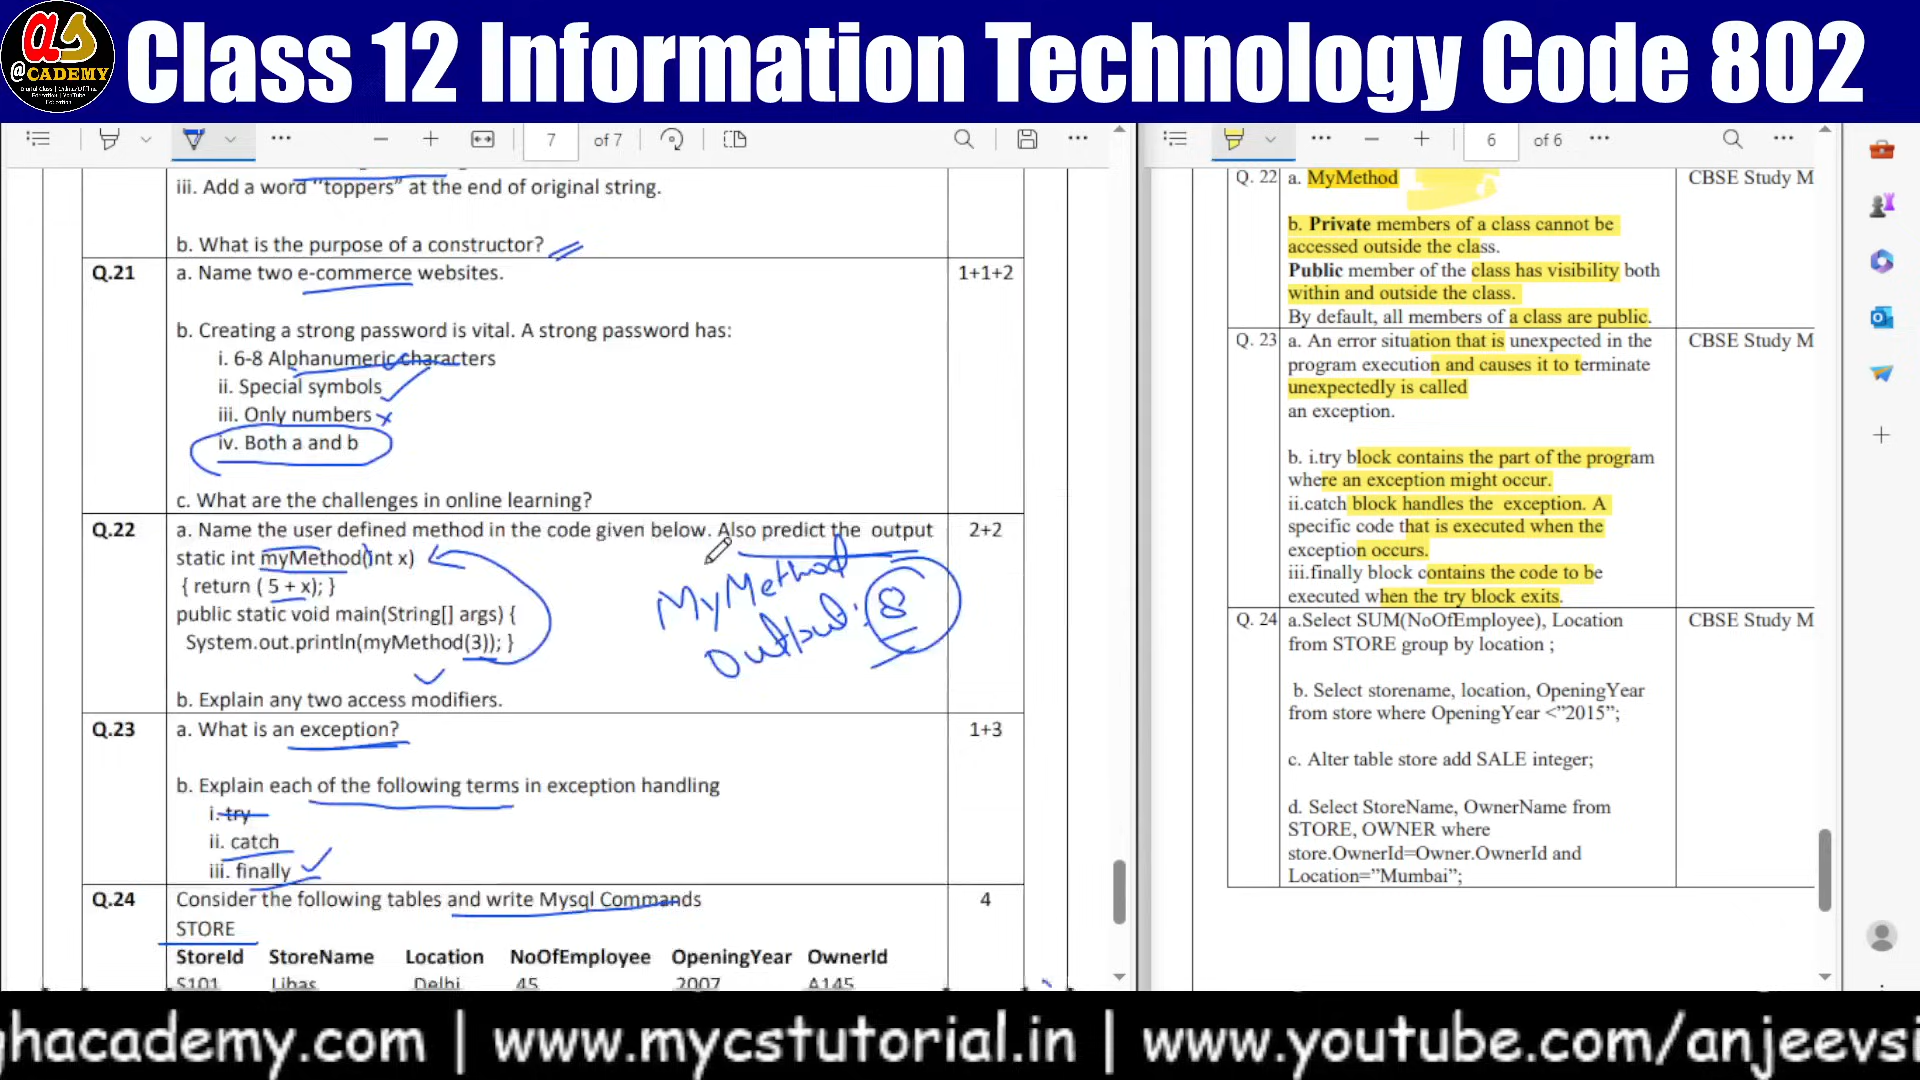 as
@CADEMY
Class 12 Information Technology Code 802
7 of 7
6 of 6
iii. Add a word “toppers” at the end of original string.
b. What is the purpose of a constructor?
Q.21 a. Name two e-commerce websites. 1+1+2
b. Creating a strong password is vital. A strong password has:
i. 6-8 Alphanumeric characters
ii. Special symbols
iii. Only numbers
iv. Both a and b
c. What are the challenges in online learning?
Q.22 a. Name the user defined method in the code given below. Also predict the output 2+2
static int myMethod(int x)
{ return ( 5 + x); }
public static void main(String[] args) {
System.out.println(myMethod(3)); }
MyMethod
Output: 8
b. Explain any two access modifiers.
Q.23 a. What is an exception? 1+3
b. Explain each of the following terms in exception handling
i. try
ii. catch
iii. finally
Q.24 Consider the following tables and write Mysql Commands 4
STORE
StoreId StoreName Location NoOfEmployee OpeningYear OwnerId
S101 Libas Delhi 45 2007 A145
Q. 22 a. MyMethod CBSE Study M
b. Private members of a class cannot be
accessed outside the class.
Public member of the class has visibility both
within and outside the class.
By default, all members of a class are public.
Q. 23 a. An error situation that is unexpected in the CBSE Study M
program execution and causes it to terminate
unexpectedly is called
an exception.
b. i.try block contains the part of the program
where an exception might occur.
ii.catch block handles the exception. A
specific code that is executed when the
exception occurs.
iii.finally block contains the code to be
executed when the try block exits.
Q. 24 a.Select SUM(NoOfEmployee), Location CBSE Study M
from STORE group by location ;
b. Select storename, location, OpeningYear
from store where OpeningYear <”2015”;
c. Alter table store add SALE integer;
d. Select StoreName, OwnerName from
STORE, OWNER where
store.OwnerId=Owner.OwnerId and
Location=”Mumbai”;
ghacademy.com | www.mycstutorial.in | www.youtube.com/anjeevsi